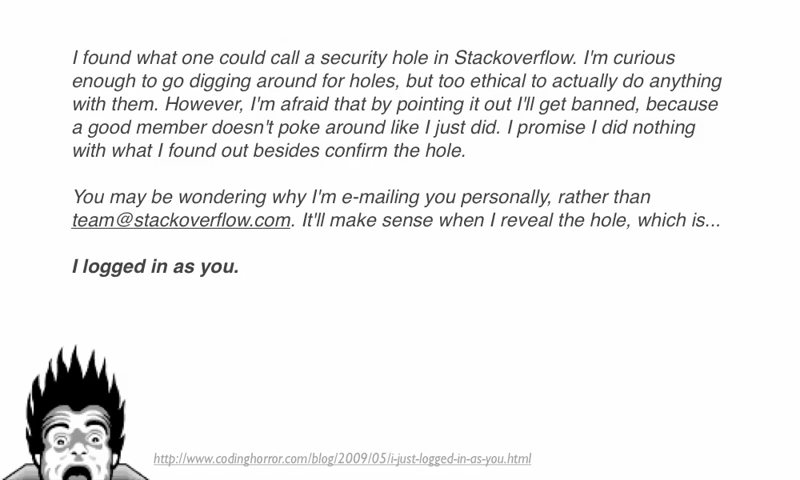 I found what one could call a security hole in Stackoverflow. I'm curious
enough to go digging around for holes, but too ethical to actually do anything
with them. However, I'm afraid that by pointing it out I'll get banned, because
a good member doesn't poke around like I just did. I promise I did nothing
with what I found out besides confirm the hole.
You may be wondering why I'm e-mailing you personally, rather than
team@stackoverflow.com. It'll make sense when I reveal the hole, which is...
I logged in as you.
http://www.codinghorror.com/blog/2009/05/i-just-logged-in-as-you.html